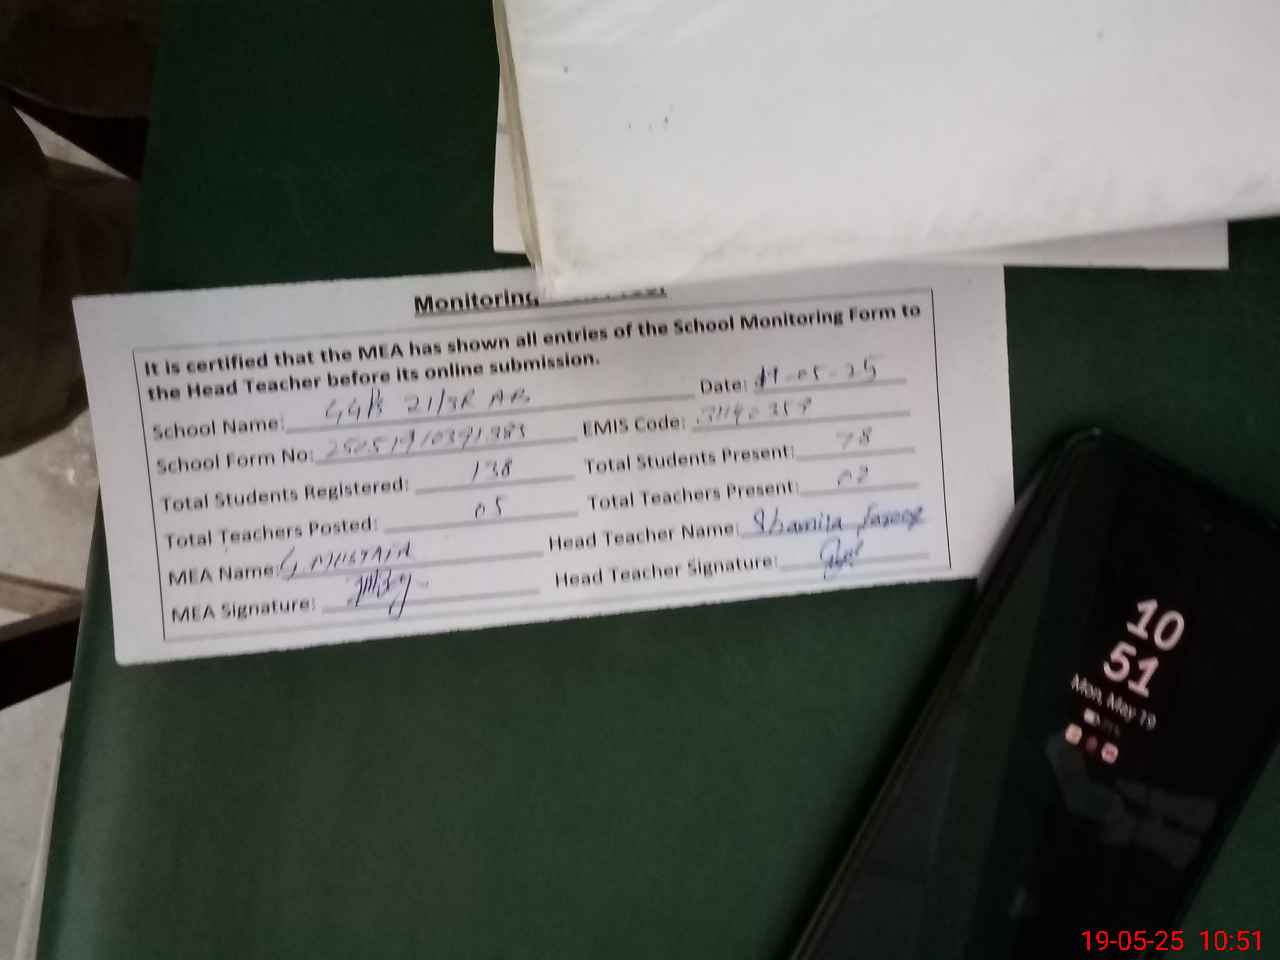 Monitoring
It is certified that the MEA has shown all entries of the School Monitoring Form to
the Head Teacher before its online submission.
School Name: 21/3R AB Date: 19-05-25
School Form No: EMIS Code:
Total Students Registered: 138 Total Students Present: 78
Total Teachers Posted: 05 Total Teachers Present: 02
MEA Name: G. MUSTAFA Head Teacher Name: Shamila Farooq
MEA Signature: Head Teacher Signature:
10
51
Mon, May 19
19-05-25 10:51